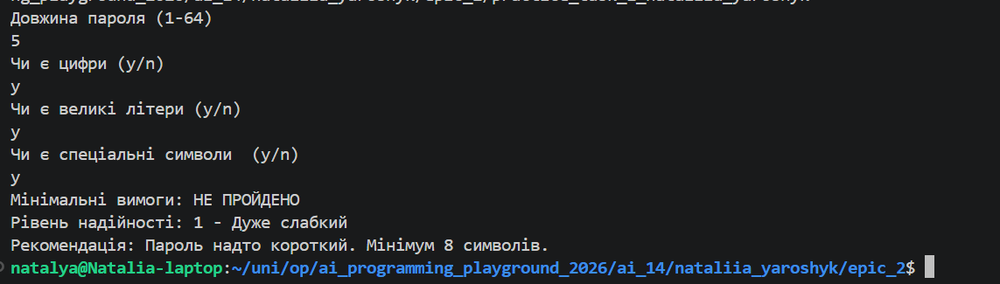 Довжина пароля (1-64)
5
Чи є цифри (y/n)
y
Чи є великі літери (y/n)
y
Чи є спеціальні символи  (y/n)
y
Мінімальні вимоги: НЕ ПРОЙДЕНО
Рівень надійності: 1 - Дуже слабкий
Рекомендація: Пароль надто короткий. Мінімум 8 символів.
natalya@Natalia-laptop:~/uni/op/ai_programming_playground_2026/ai_14/nataliia_yaroshyk/epic_2$